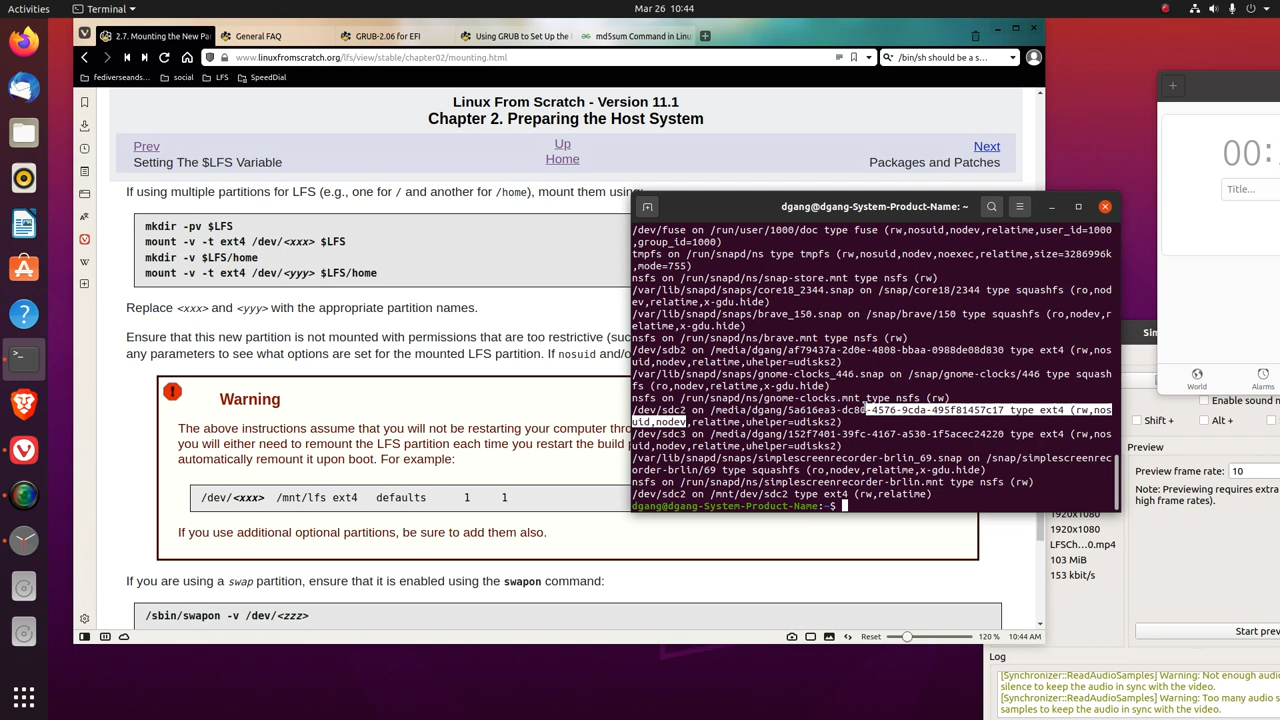 Activities
Terminal
Mar 26 10:44
2.7. Mounting the New Par
General FAQ
GRUB-2.06 for EFI
Using GRUB to Set Up the
md5sum Command in Linu
www.linuxfromscratch.org/lfs/view/stable/chapter02/mounting.html
/bin/sh should be a s...
fediverseands...
social
LFS
SpeedDial
Linux From Scratch - Version 11.1
Chapter 2. Preparing the Host System
Prev
Up
Next
Setting The $LFS Variable
Home
Packages and Patches
If using multiple partitions for LFS (e.g., one for / and another for /home), mount them using:
mkdir -pv $LFS
mount -v -t ext4 /dev/<xxx> $LFS
mkdir -v $LFS/home
mount -v -t ext4 /dev/<yyy> $LFS/home
Replace <xxx> and <yyy> with the appropriate partition names.
Ensure that this new partition is not mounted with permissions that are too restrictive (suc
any parameters to see what options are set for the mounted LFS partition. If nosuid and/o
Warning
The above instructions assume that you will not be restarting your computer throu
you will either need to remount the LFS partition each time you restart the build p
automatically remount it upon boot. For example:
/dev/<xxx> /mnt/lfs ext4 defaults 1 1
If you use additional optional partitions, be sure to add them also.
If you are using a swap partition, ensure that it is enabled using the swapon command:
/sbin/swapon -v /dev/<zzz>
Reset
120 %
10:44 AM
dgang@dgang-System-Product-Name: ~
/dev/fuse on /run/user/1000/doc type fuse (rw,nosuid,nodev,relatime,user_id=1000
,group_id=1000)
tmpfs on /run/snapd/ns type tmpfs (rw,nosuid,nodev,noexec,relatime,size=3286996k
,mode=755)
nsfs on /run/snapd/ns/snap-store.mnt type nsfs (rw)
/var/lib/snapd/snaps/core18_2344.snap on /snap/core18/2344 type squashfs (ro,nod
ev,relatime,x-gdu.hide)
/var/lib/snapd/snaps/brave_150.snap on /snap/brave/150 type squashfs (ro,nodev,r
elatime,x-gdu.hide)
nsfs on /run/snapd/ns/brave.mnt type nsfs (rw)
/dev/sdb2 on /media/dgang/af79437a-2d0e-4808-bbaa-0988de08d830 type ext4 (rw,nos
uid,nodev,relatime,uhelper=udisks2)
/var/lib/snapd/snaps/gnome-clocks_446.snap on /snap/gnome-clocks/446 type squash
fs (ro,nodev,relatime,x-gdu.hide)
nsfs on /run/snapd/ns/gnome-clocks.mnt type nsfs (rw)
/dev/sdc2 on /media/dgang/5a616ea3-dc80-4576-9cda-495f81457c17 type ext4 (rw,nos
uid,nodev,relatime,uhelper=udisks2)
/dev/sdc3 on /media/dgang/152f7401-39fc-4167-a530-1f5acec24220 type ext4 (rw,nos
uid,nodev,relatime,uhelper=udisks2)
/var/lib/snapd/snaps/simplescreenrecorder-brlin_69.snap on /snap/simplescreenrec
order-brlin/69 type squashfs (ro,nodev,relatime,x-gdu.hide)
nsfs on /run/snapd/ns/simplescreenrecorder-brlin.mnt type nsfs (rw)
/dev/sdc2 on /mnt/dev/sdc2 type ext4 (rw,relatime)
dgang@dgang-System-Product-Name:~$
00:
Title...
World
Alarms
Enable sound n
Shift +
Ctrl +
Preview
Preview frame rate:
10
Note: Previewing requires extra
high frame rates).
1920x1080
1920x1080
LFSCh...0.mp4
103 MiB
153 kbit/s
Start prev
Log
[Synchronizer::ReadAudioSamples] Warning: Not enough audi
silence to keep the audio in sync with the video.
[Synchronizer::ReadAudioSamples] Warning: Too many audio s
samples to keep the audio in sync with the video.